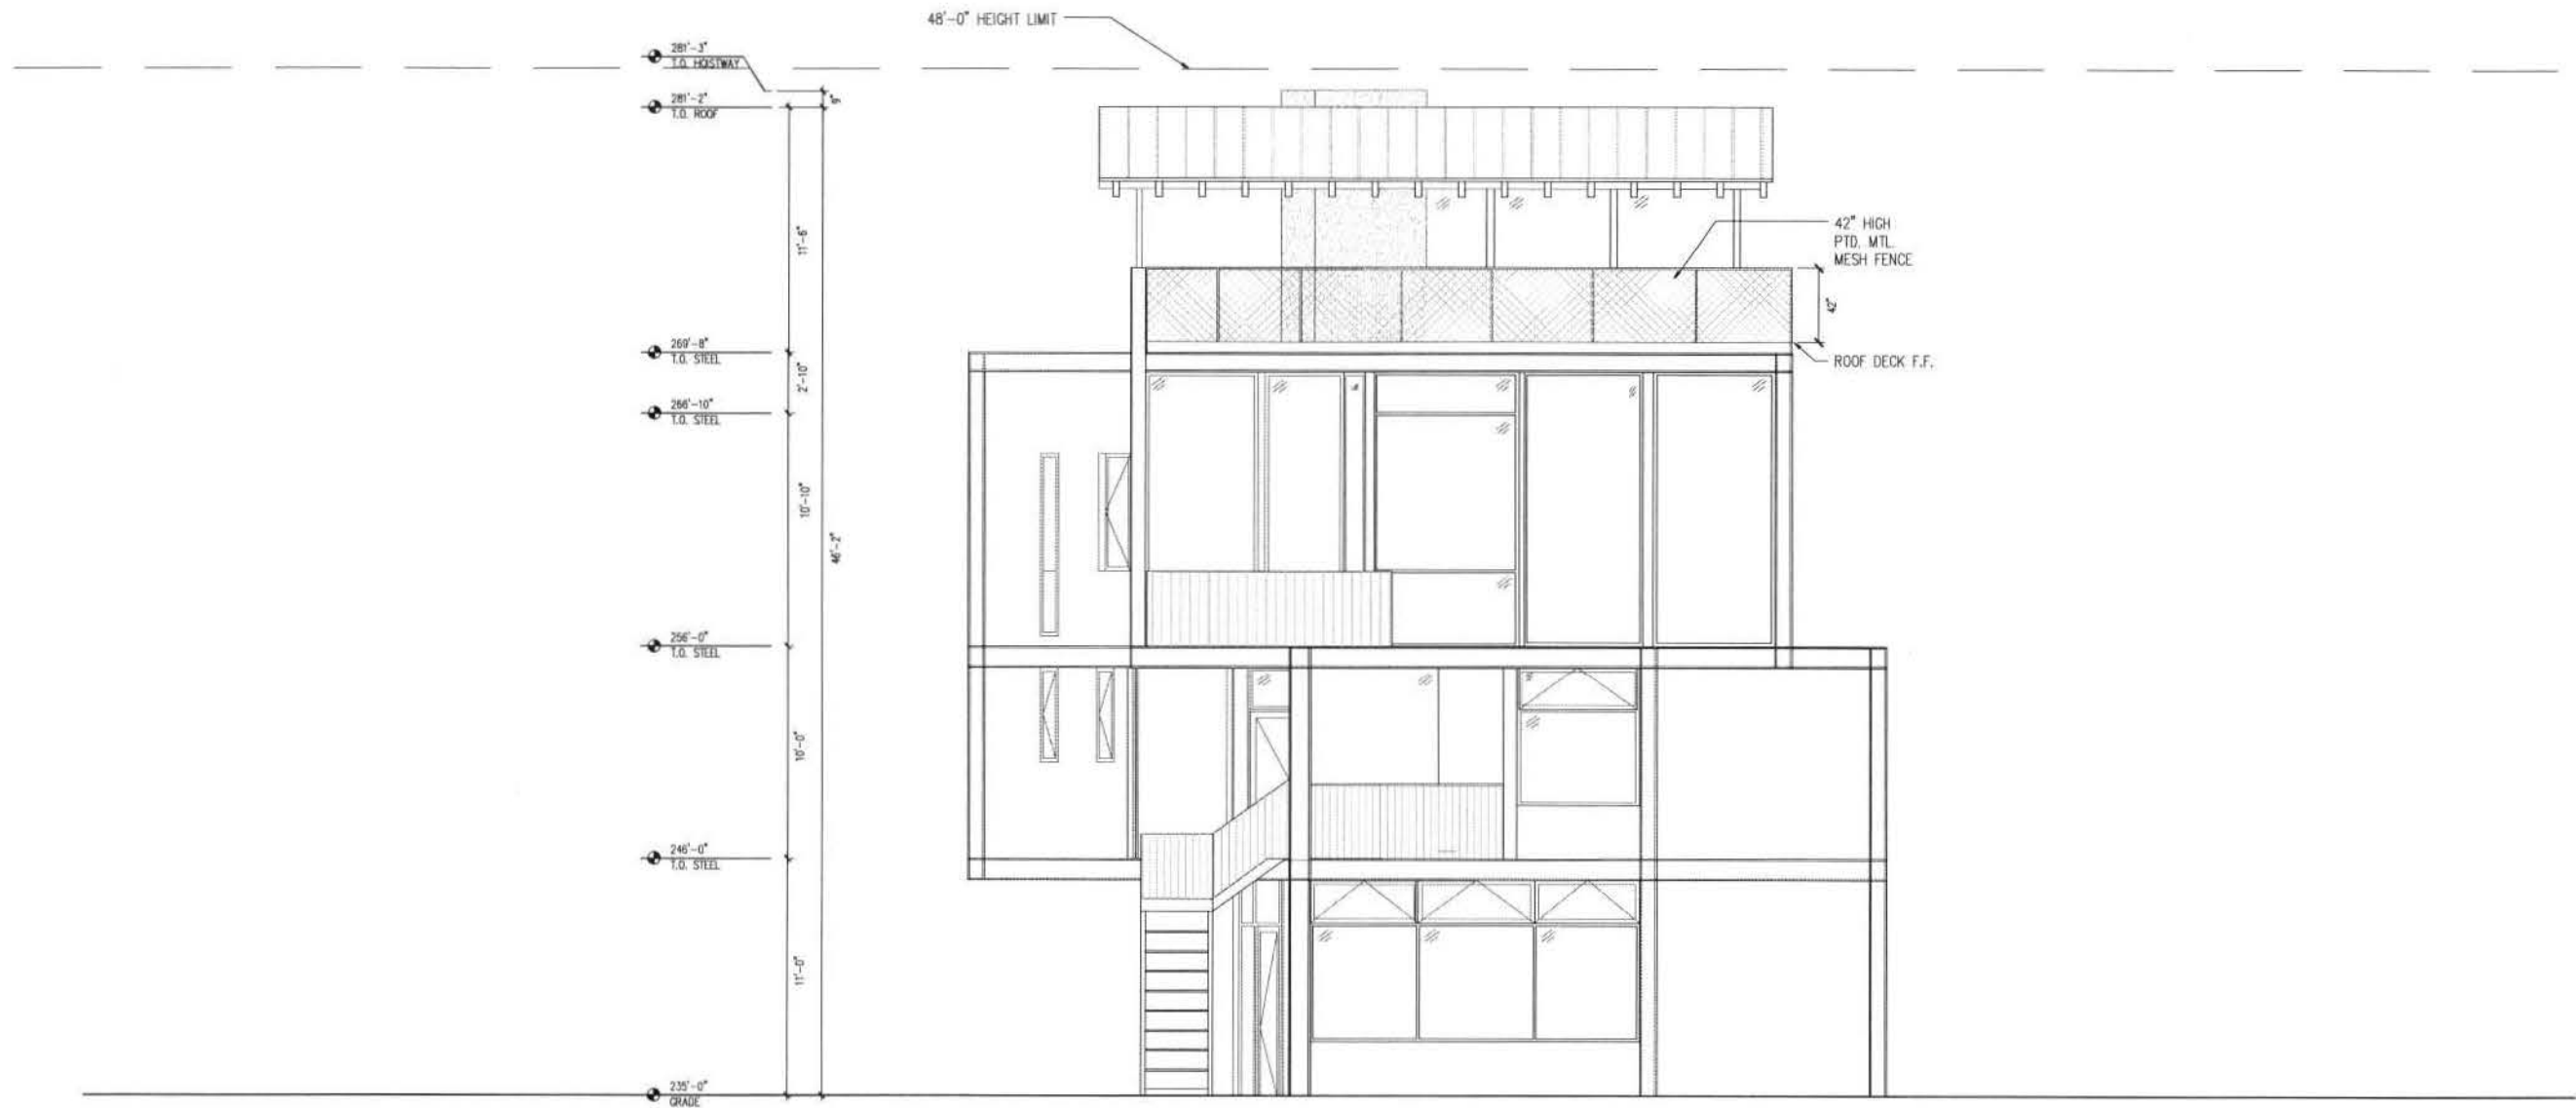 48'-0" HEIGHT LIMIT
281'-3"
T.O. HOISTWAY
9"
281'-2"
T.O. ROOF
11'-6"
42" HIGH
PTD. MTL.
MESH FENCE
42"
269'-8"
T.O. STEEL
ROOF DECK F.F.
2'-10"
266'-10"
T.O. STEEL
10'-10"
46'-2"
256'-0"
T.O. STEEL
10'-0"
246'-0"
T.O. STEEL
11'-0"
235'-0"
GRADE